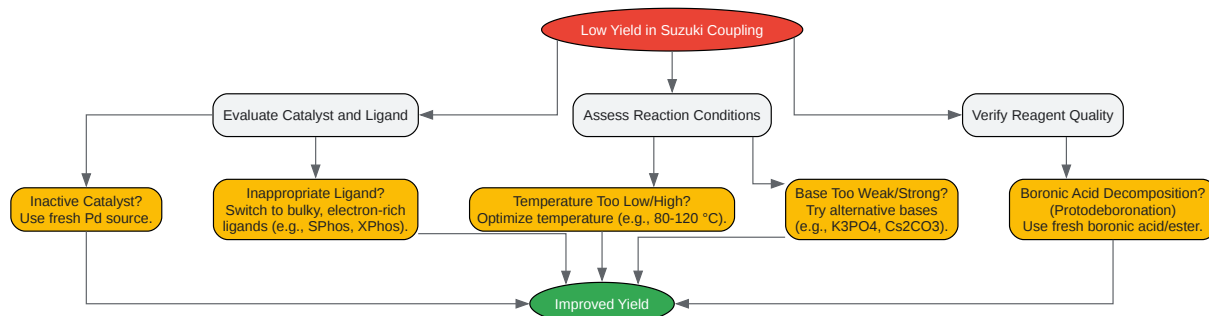 Low Yield in Suzuki Coupling
Evaluate Catalyst and Ligand
Assess Reaction Conditions
Verify Reagent Quality
Inactive Catalyst?
Use fresh Pd source.
Inappropriate Ligand?
Switch to bulky, electron-rich
ligands (e.g., SPhos, XPhos).
Temperature Too Low/High?
Optimize temperature (e.g., 80-120 °C).
Base Too Weak/Strong?
Try alternative bases
(e.g., K3PO4, Cs2CO3).
Boronic Acid Decomposition?
(Protodeboronation)
Use fresh boronic acid/ester.
Improved Yield